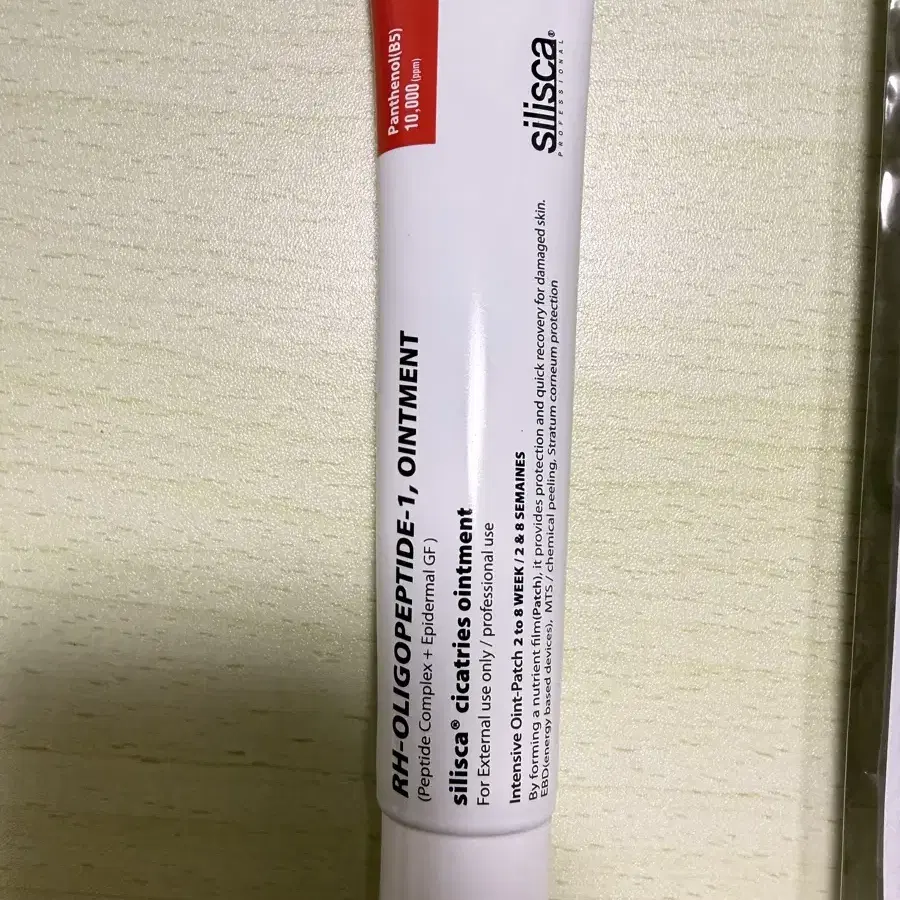 Panthenol(B5)
10,000(ppm)
silisca®
PROFESSIONAL
RH-OLIGOPEPTIDE-1, OINTMENT
(Peptide Complex + Epidermal GF )
silisca® cicatries ointment
For External use only / professional use
Intensive Oint-Patch 2 to 8 WEEK / 2 & 8 SEMAINES
By forming a nutrient film(Patch), it provides protection and quick recovery for damaged skin.
EBD(energy based devices), MTS / chemical peeling, Stratum corneum protection